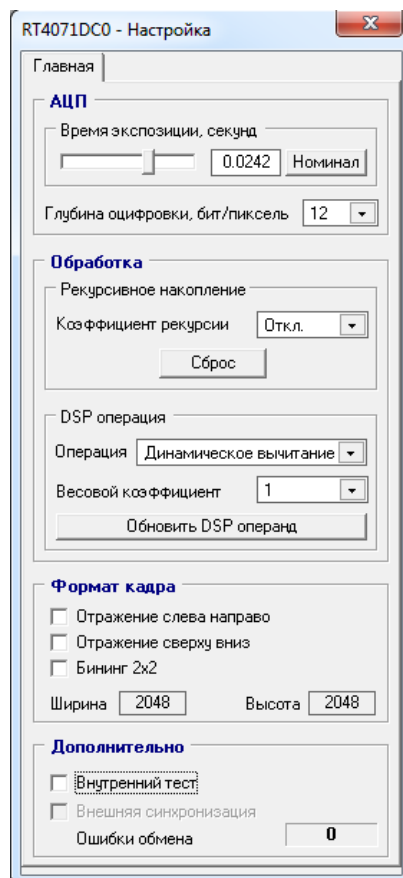 RT4071DC0 - Настройка
Главная
АЦП
Время экспозиции, секунд
0.0242 Номинал
Глубина оцифровки, бит/пиксель 12
Обработка
Рекурсивное накопление
Коэффициент рекурсии Откл.
Сброс
DSP операция
Операция Динамическое вычитание
Весовой коэффициент 1
Обновить DSP операнд
Формат кадра
Отражение слева направо
Отражение сверху вниз
Бининг 2x2
Ширина 2048 Высота 2048
Дополнительно
Внутренний тест
Внешняя синхронизация
Ошибки обмена 0